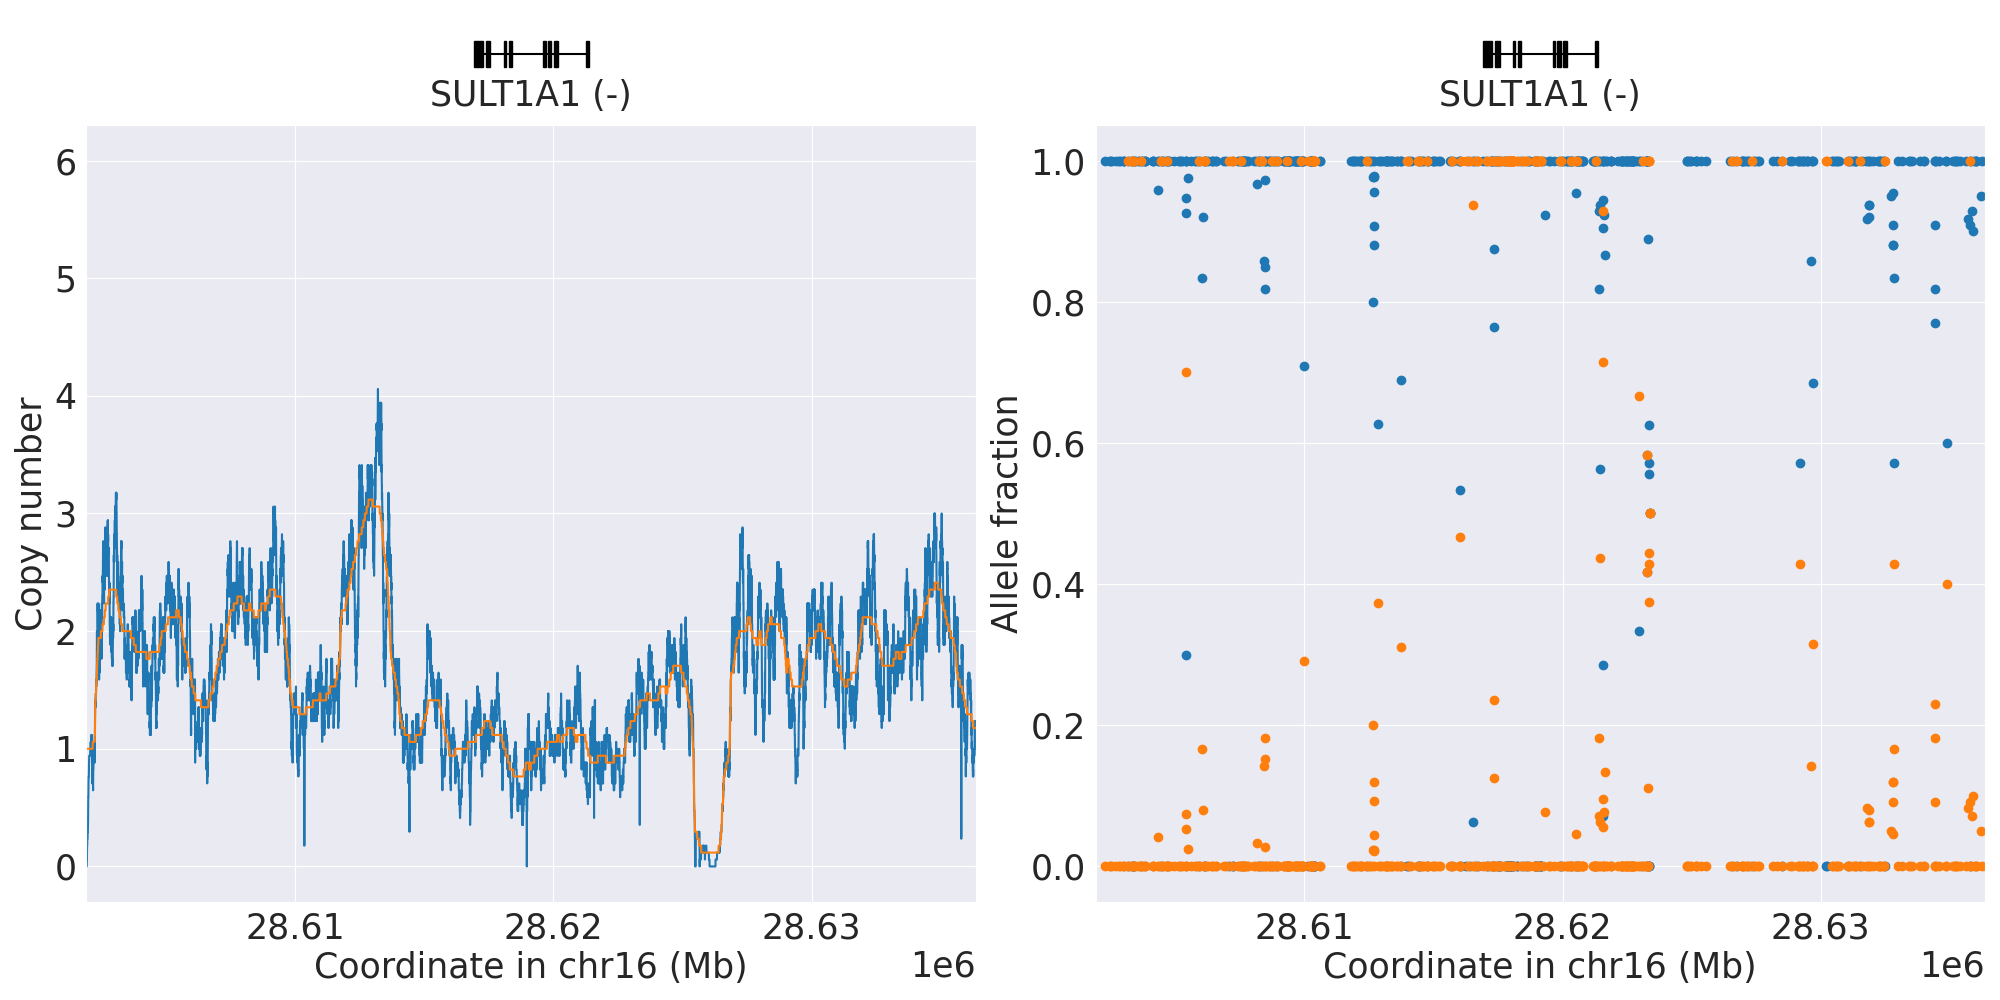 SULT1A1 (-)
6
5
4
3
2
1
0
Copy number
28.61
28.62
28.63
Coordinate in chr16 (Mb)
1e6
SULT1A1 (-)
1.0
0.8
0.6
0.4
0.2
0.0
Allele fraction
28.61
28.62
28.63
Coordinate in chr16 (Mb)
1e6